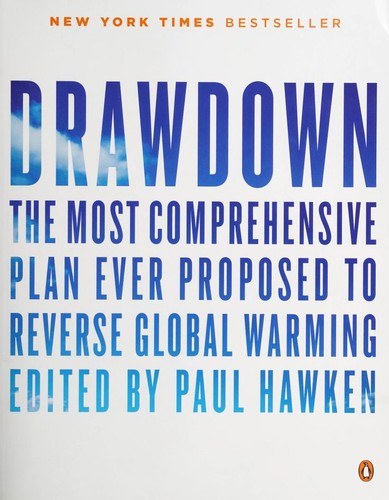 NEW YORK TIMES BESTSELLER
DRAWDOWN
THE MOST COMPREHENSIVE
PLAN EVER PROPOSED TO
REVERSE GLOBAL WARMING
EDITED BY PAUL HAWKEN